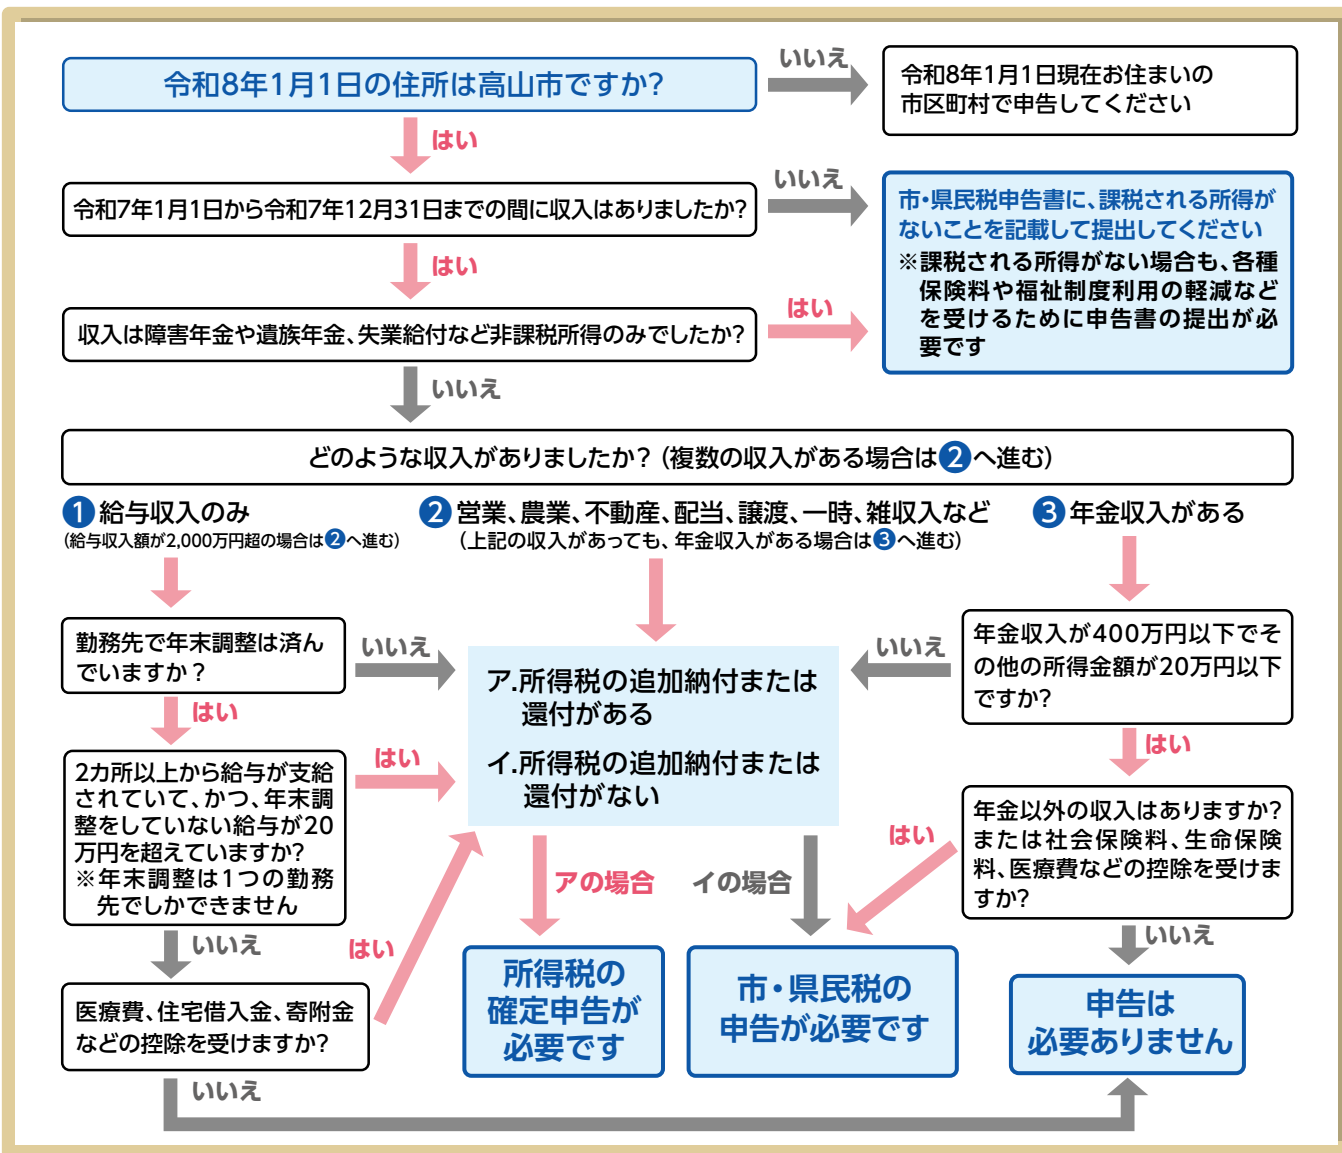 令和8年1月1日の住所は高山市ですか?
いいえ
令和8年1月1日現在お住まいの
市区町村で申告してください
はい
令和7年1月1日から令和7年12月31日までの間に収入はありましたか?
いいえ
市・県民税申告書に、課税される所得が
ないことを記載して提出してください
※課税される所得がない場合も、各種
保険料や福祉制度利用の軽減など
を受けるために申告書の提出が必
要です
はい
収入は障害年金や遺族年金、失業給付など非課税所得のみでしたか?
はい
いいえ
どのような収入がありましたか?(複数の収入がある場合は❷へ進む)
❶給与収入のみ
(給与収入額が2,000万円超の場合は❷へ進む)
❷営業、農業、不動産、配当、譲渡、一時、雑収入など
(上記の収入があっても、年金収入がある場合は❸へ進む)
❸年金収入がある
勤務先で年末調整は済ん
でいますか?
いいえ
はい
2カ所以上から給与が支給
されていて、かつ、年末調
整をしていない給与が20
万円を超えていますか?
※年末調整は1つの勤務
先でしかできません
はい
いいえ
医療費、住宅借入金、寄附金
などの控除を受けますか?
はい
いいえ
ア.所得税の追加納付または
還付がある
イ.所得税の追加納付または
還付がない
アの場合
イの場合
所得税の
確定申告が
必要です
市・県民税の
申告が必要です
年金収入が400万円以下でそ
の他の所得金額が20万円以下
ですか?
いいえ
はい
年金以外の収入はありますか?
または社会保険料、生命保険
料、医療費などの控除を受けま
すか?
はい
いいえ
申告は
必要ありません